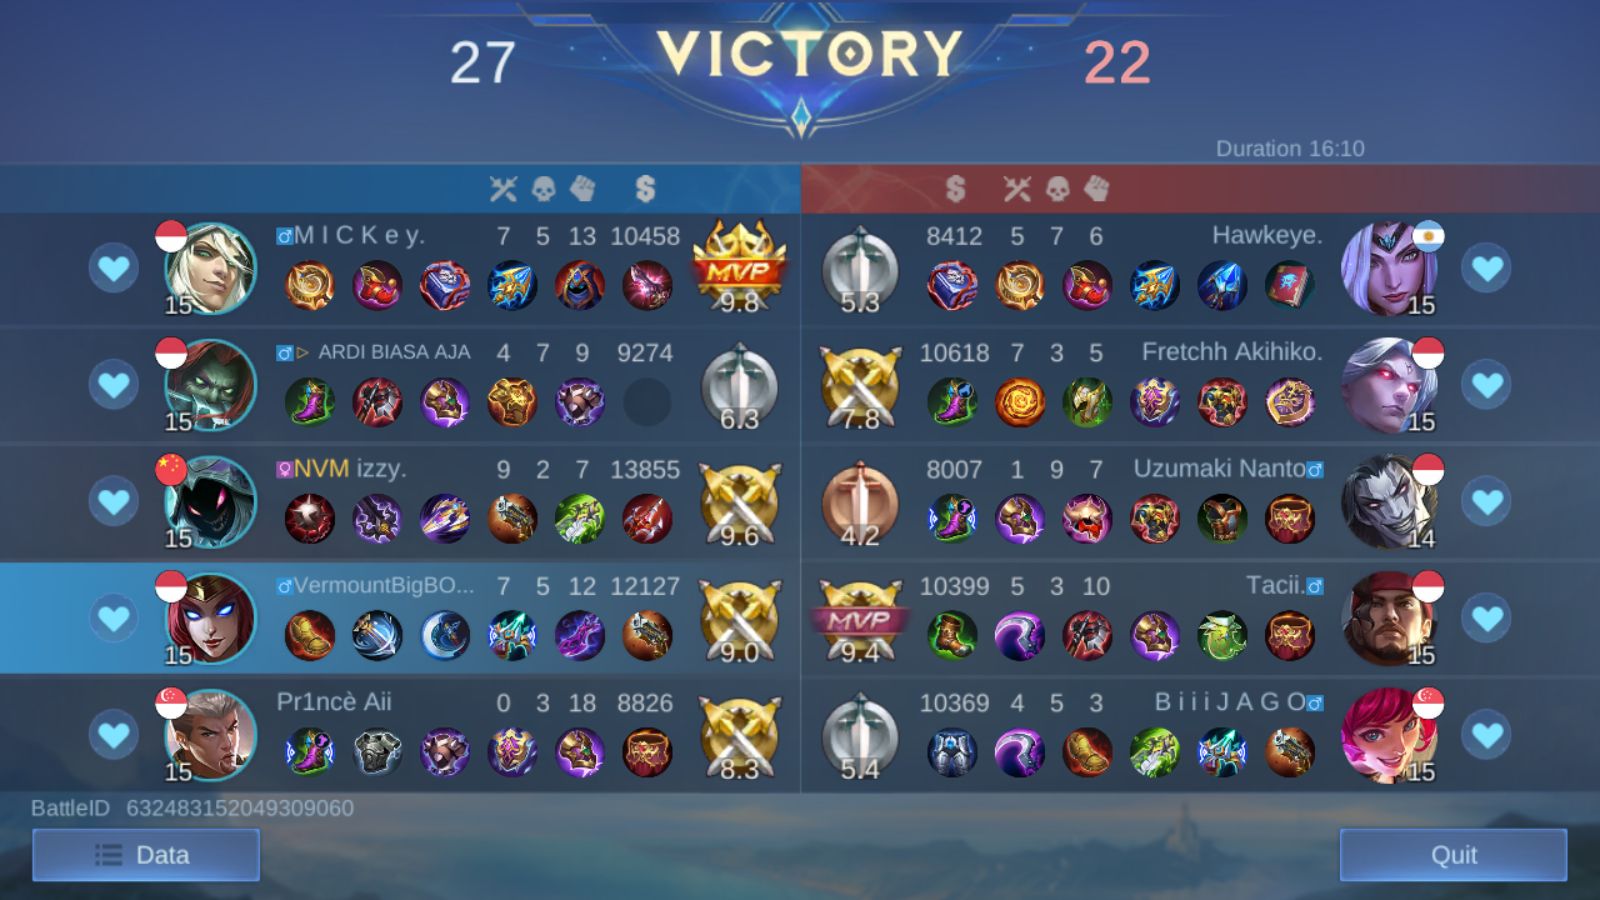 27 VICTORY 22
Duration 16:10
MICKey. 7 5 13 10458 MVP 9.8
15
5.3 8412 5 7 6 Hawkeye.
15
ARDI BIASA AJA 4 7 9 9274 6.3
15
7.8 10618 7 3 5 Fretchh Akihiko.
15
NVM izzy. 9 2 7 13855 9.6
15
4.2 8007 1 9 7 Uzumaki Nanto
14
VermountBigBO... 7 5 12 12127 9.0
15
MVP 9.4 10399 5 3 10 Tacii.
15
Pr1ncè Aii 0 3 18 8826 8.3
15
5.4 10369 4 5 3 BiiiJAGO
15
BattleID 632483152049309060
Data
Quit